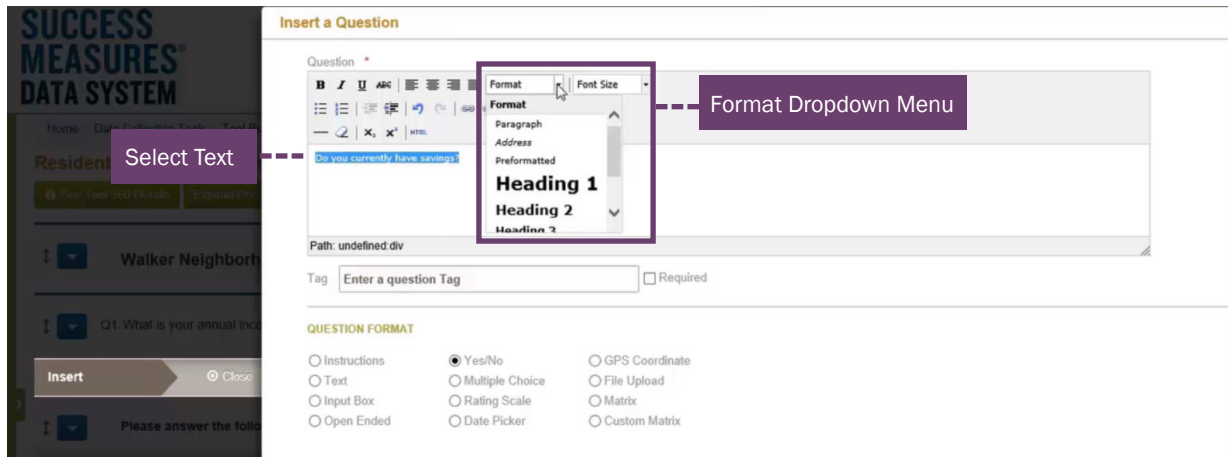 SUCCESS
MEASURES®
DATA SYSTEM
Insert a Question
Question *
B I U ABC Format Font Size
HTML
Format
Paragraph
Address
Preformatted
Heading 1
Heading 2
Heading 3
Format Dropdown Menu
Select Text
Do you currently have savings?
Path: undefined:div
Tag Enter a question Tag Required
Home Data Collection Tools
Resident
Walker Neighborh
Q1. What is your annual inco
Insert Close
Please answer the follo
QUESTION FORMAT
Instructions Yes/No GPS Coordinate
Text Multiple Choice File Upload
Input Box Rating Scale Matrix
Open Ended Date Picker Custom Matrix